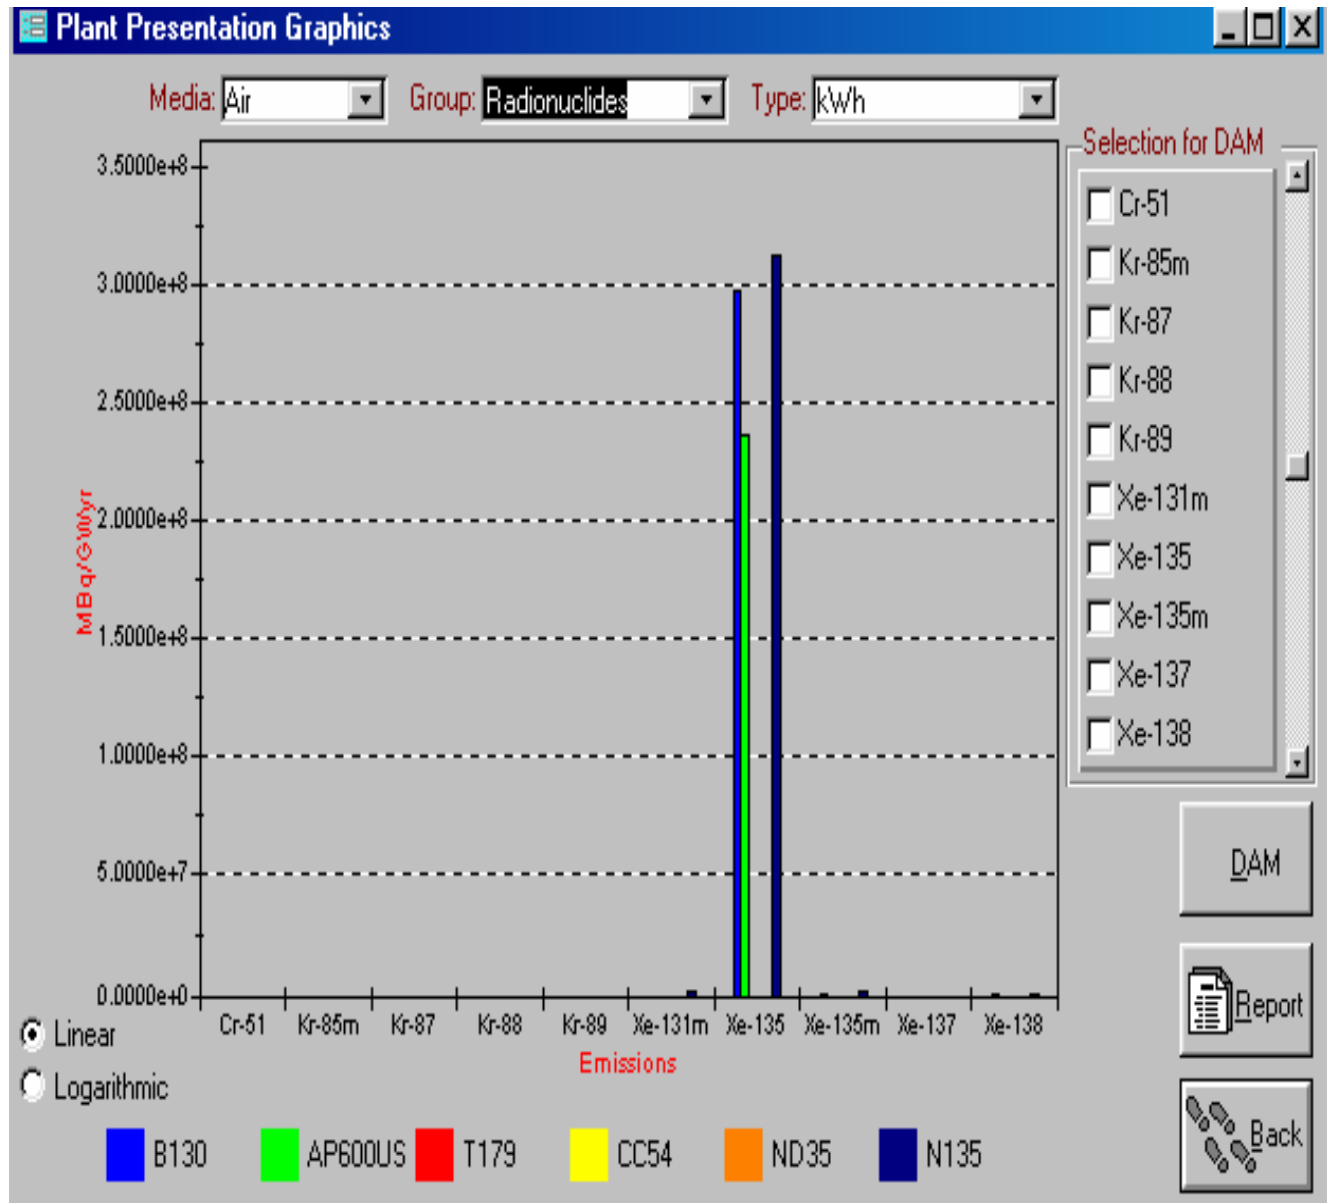 Plant Presentation Graphics
Media: Air Group: Radionuclides Type: kWh
Selection for DAM
Cr-51
Kr-85m
Kr-87
Kr-88
Kr-89
Xe-131m
Xe-135
Xe-135m
Xe-137
Xe-138
3.5000e+8
3.0000e+8
2.5000e+8
2.0000e+8
1.5000e+8
1.0000e+8
5.0000e+7
0.0000e+0
MBq/GWyr
Cr-51 Kr-85m Kr-87 Kr-88 Kr-89 Xe-131m Xe-135 Xe-135m Xe-137 Xe-138
Emissions
Linear
Logarithmic
B130 AP600US T179 CC54 ND35 N135
DAM
Report
Back